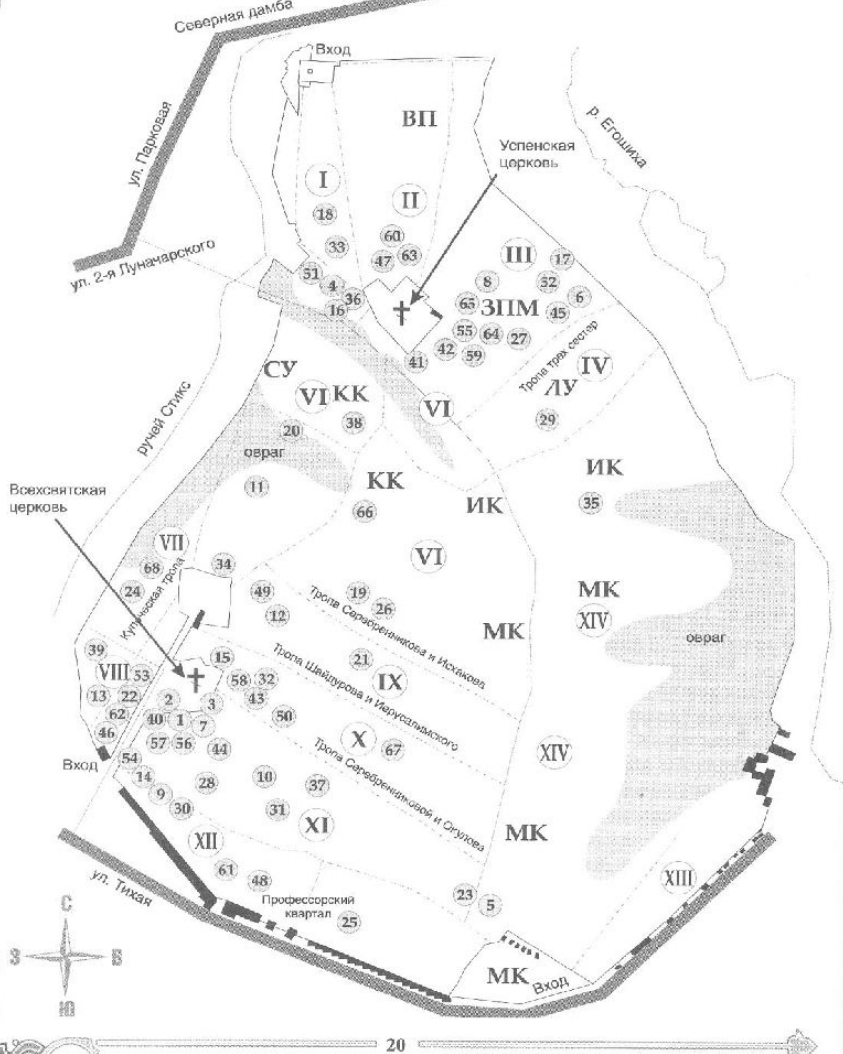 Северная дамба
Вход
ул. Парковая
ВП
р. Егошиха
Успенская
церковь
I
II
18
60
33
47
63
III
17
ул. 2-я Луначарского
51
4
8
52
36
16
65
ЗПМ
6
45
55
64
27
42
59
41
Тропа трех сестер
IV
ЛУ
СУ
VI
КК
VI
29
38
20
ручей Стикс
овраг
11
КК
ИК
ИК
35
66
Всехсвятская
церковь
VII
VI
68
34
24
Купеческая тропа
49
19
26
12
Тропа Серебренникова и Искакова
МК
XIV
МК
овраг
39
15
21
IX
Тропа Шайдурова и Иерусалимского
VIII
53
58
32
13
22
2
3
43
62
40
1
7
50
46
57
56
44
X
67
XIV
Тропа Серебренниковой и Огулова
Вход
54
14
28
10
37
9
30
31
XI
МК
XII
61
48
XIII
ул. Тихая
Профессорский
квартал
25
23
5
С
З
В
Ю
МК
Вход
20